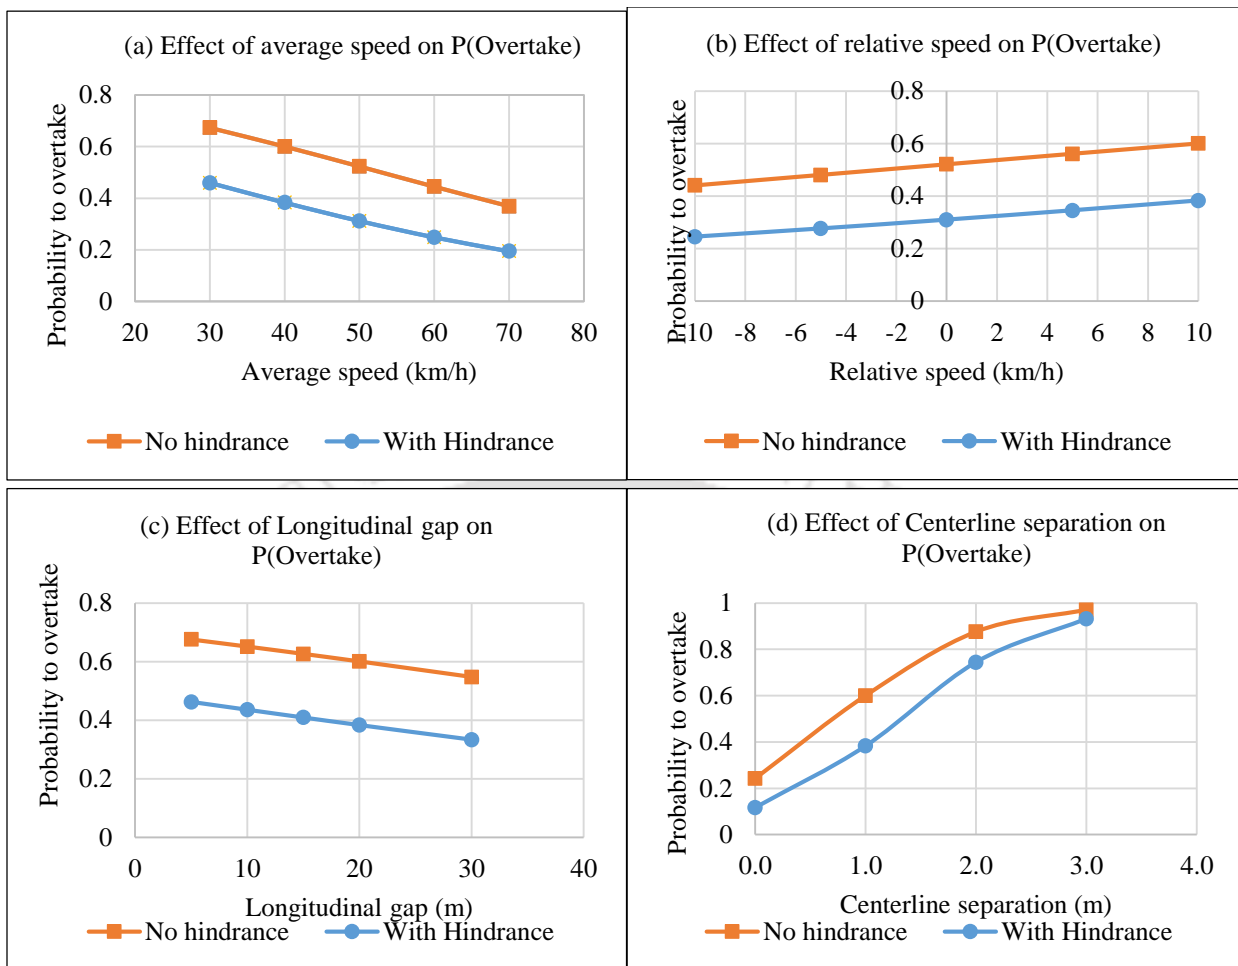 (a) Effect of average speed on P(Overtake)
Probability to overtake
0.8
0.6
0.4
0.2
0
20 30 40 50 60 70 80
Average speed (km/h)
No hindrance With Hindrance
(b) Effect of relative speed on P(Overtake)
Probability to overtake
0.8
0.6
0.4
0.2
0
-10 -8 -6 -4 -2 0 2 4 6 8 10
Relative speed (km/h)
No hindrance With Hindrance
(c) Effect of Longitudinal gap on
P(Overtake)
Probability to overtake
0.8
0.6
0.4
0.2
0
0 10 20 30 40
Longitudinal gap (m)
No hindrance With Hindrance
(d) Effect of Centerline separation on
P(Overtake)
Probability to overtake
1
0.8
0.6
0.4
0.2
0
0.0 1.0 2.0 3.0 4.0
Centerline separation (m)
No hindrance With Hindrance